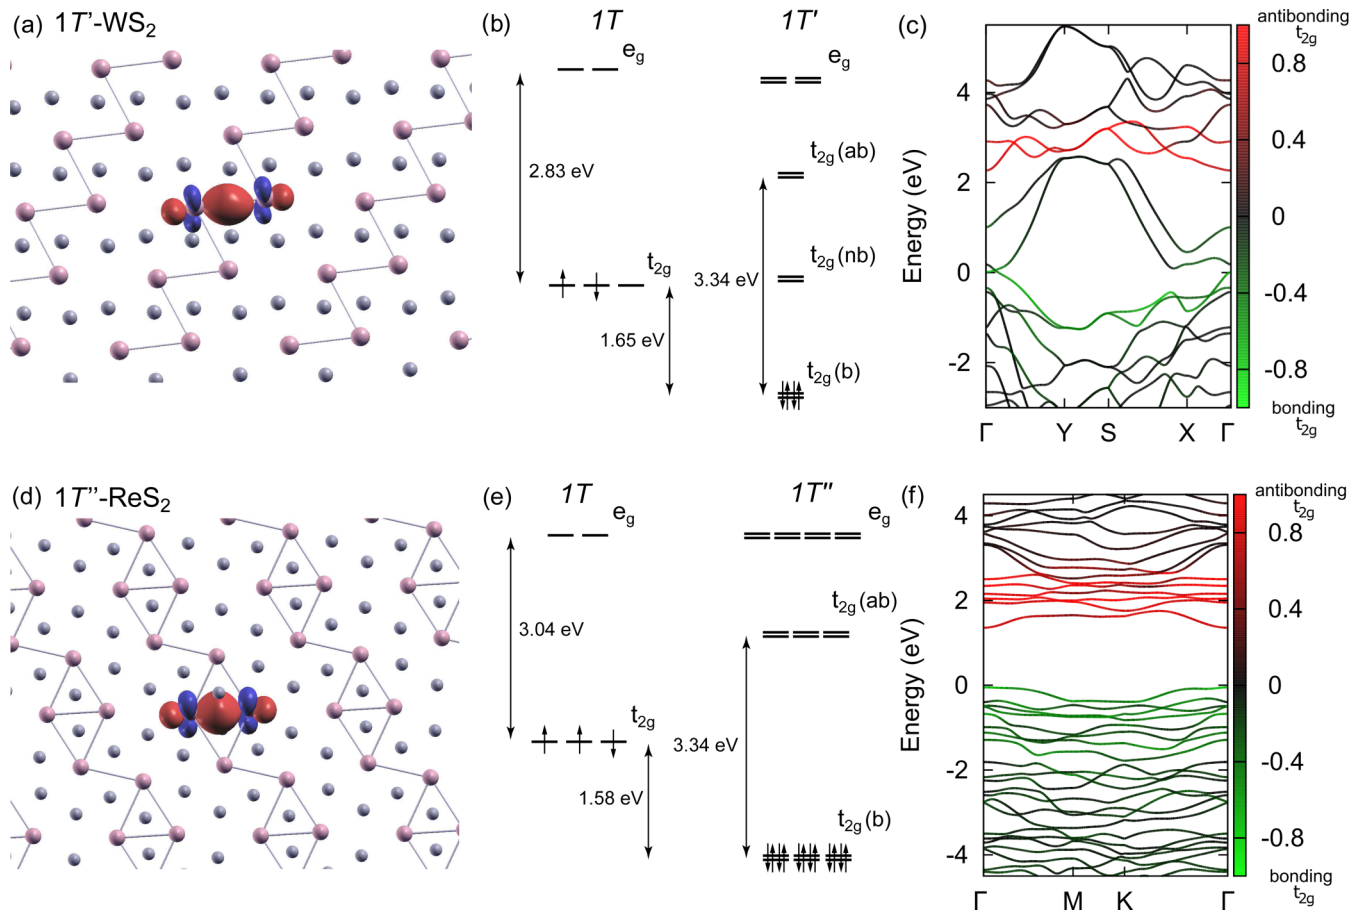 (a) 1T'-WS2
(b) 1T 1T'
eg
eg
2.83 eV
t2g(ab)
t2g
t2g(nb)
3.34 eV
1.65 eV
t2g(b)
(c)
antibonding
t2g
Energy (eV)
4
2
0
-2
Γ Y S X Γ
0.8
0.4
0
-0.4
-0.8
bonding
t2g
(d) 1T''-ReS2
(e) 1T 1T''
eg
eg
3.04 eV
t2g(ab)
t2g
3.34 eV
1.58 eV
t2g(b)
(f)
antibonding
t2g
Energy (eV)
4
2
0
-2
-4
Γ M K Γ
0.8
0.4
0
-0.4
-0.8
bonding
t2g